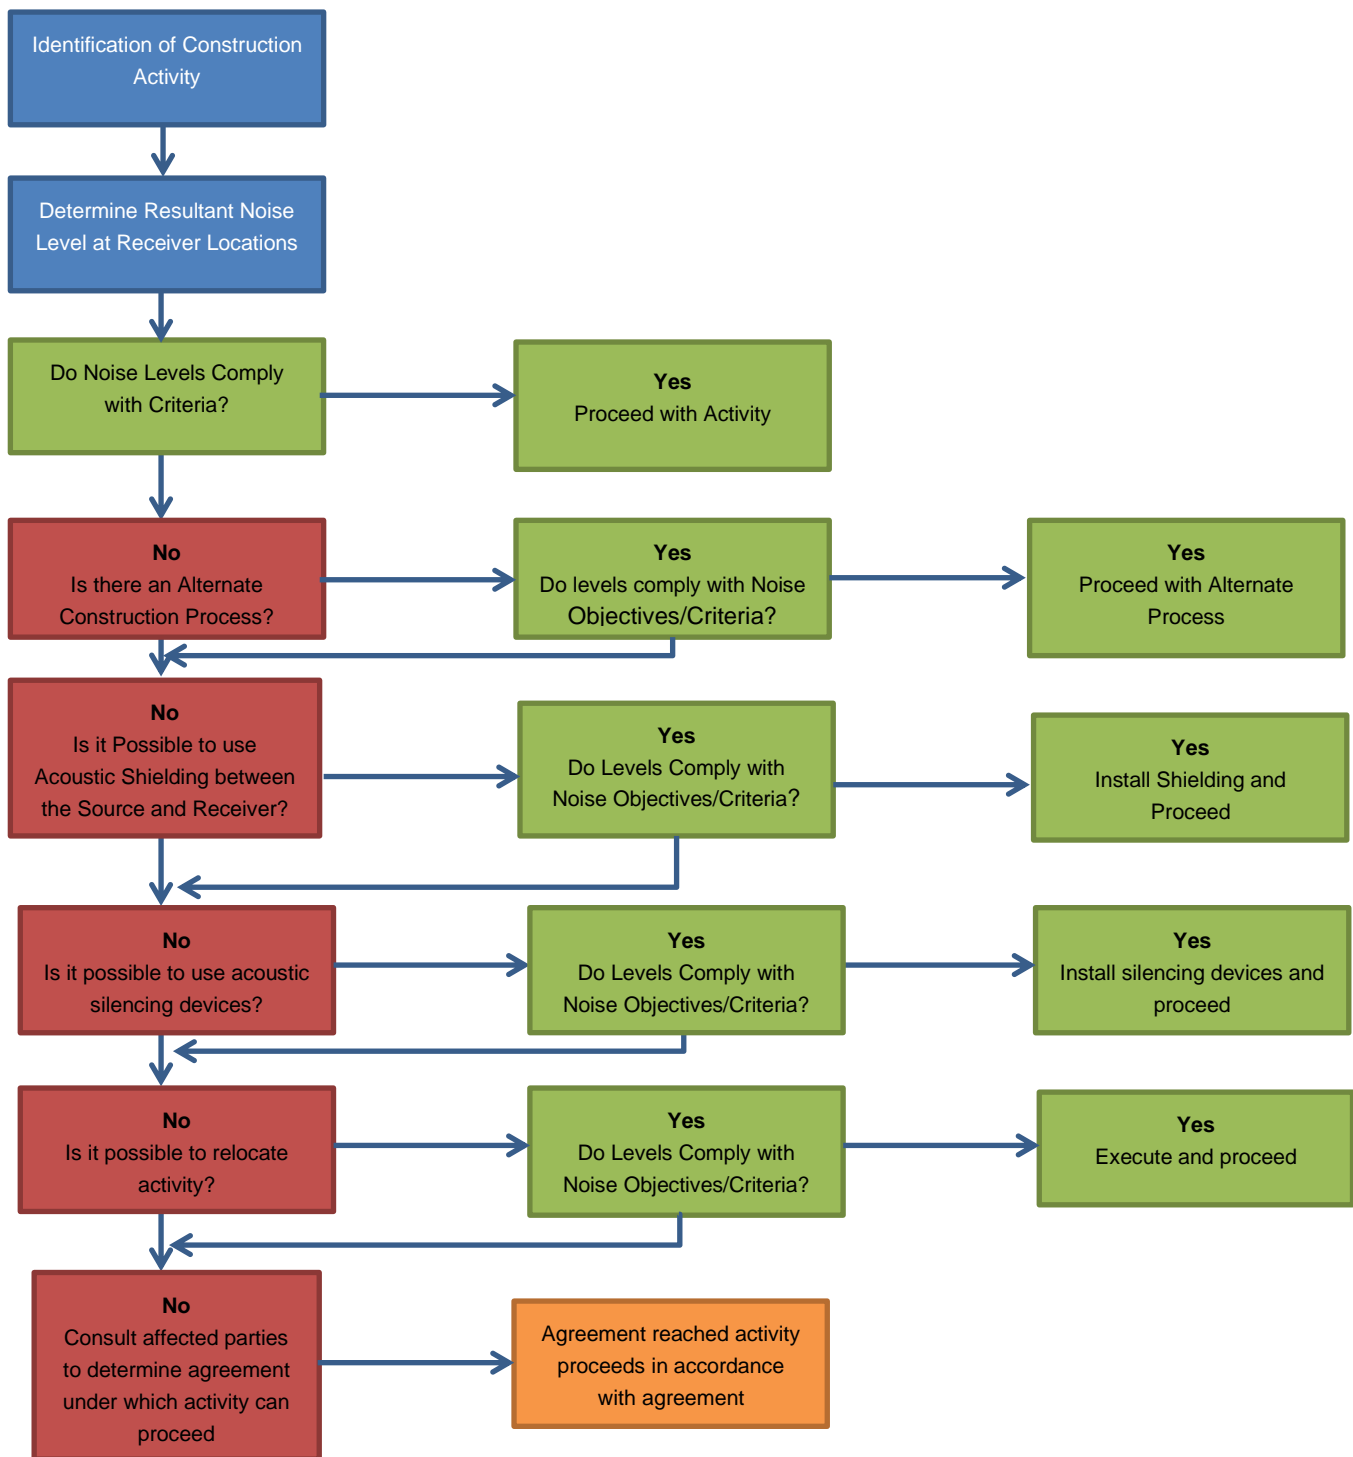 Identification of Construction
Activity
Determine Resultant Noise
Level at Receiver Locations
Do Noise Levels Comply
with Criteria?
Yes
Proceed with Activity
No
Is there an Alternate
Construction Process?
Yes
Do levels comply with Noise
Objectives/Criteria?
Yes
Proceed with Alternate
Process
No
Is it Possible to use
Acoustic Shielding between
the Source and Receiver?
Yes
Do Levels Comply with
Noise Objectives/Criteria?
Yes
Install Shielding and
Proceed
No
Is it possible to use acoustic
silencing devices?
Yes
Do Levels Comply with
Noise Objectives/Criteria?
Yes
Install silencing devices and
proceed
No
Is it possible to relocate
activity?
Yes
Do Levels Comply with
Noise Objectives/Criteria?
Yes
Execute and proceed
No
Consult affected parties
to determine agreement
under which activity can
proceed
Agreement reached activity
proceeds in accordance
with agreement